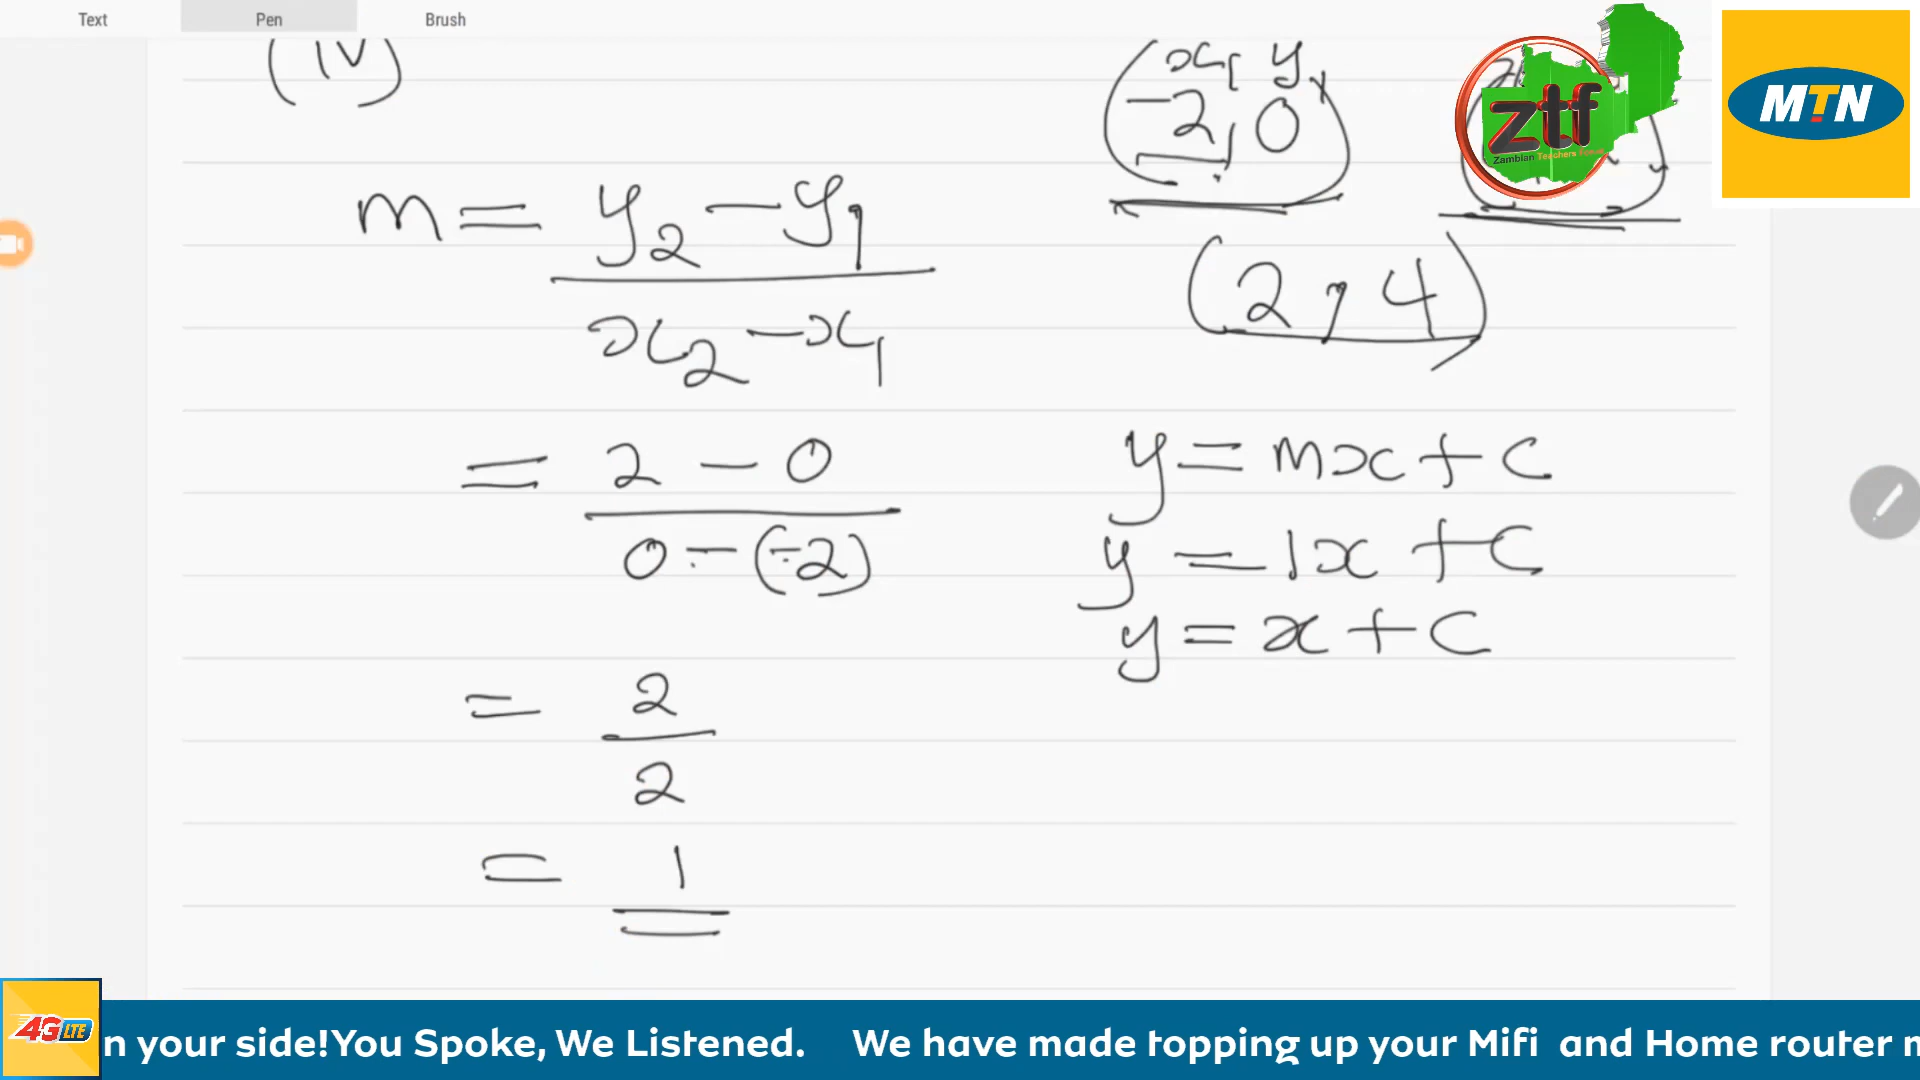 Text Pen Brush
(iv)
x₁ y₁
(-2, 0)
ztf
Zambian Teachers Forum
MTN
m = y₂ - y₁
x₂ - x₁
(2, 4)
= 2 - 0
0 - (-2)
y = mx + c
y = 1x + c
y = x + c
= 2
2
= 1
4G LTE
n your side! You Spoke, We Listened. We have made topping up your Mifi and Home router